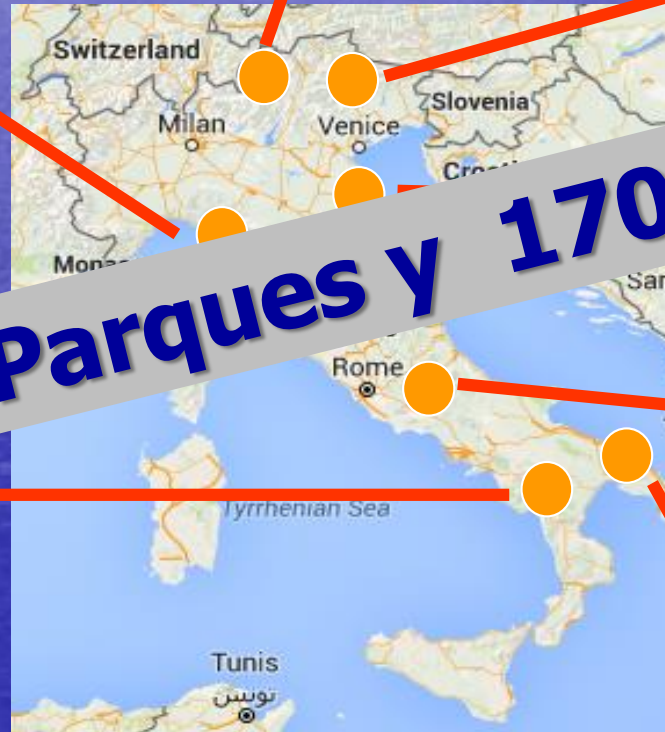 Switzerland
Slovenia
Milan
Venice
Parques y 170
Rome
Tyrrhenian Sea
Tunis
تونس